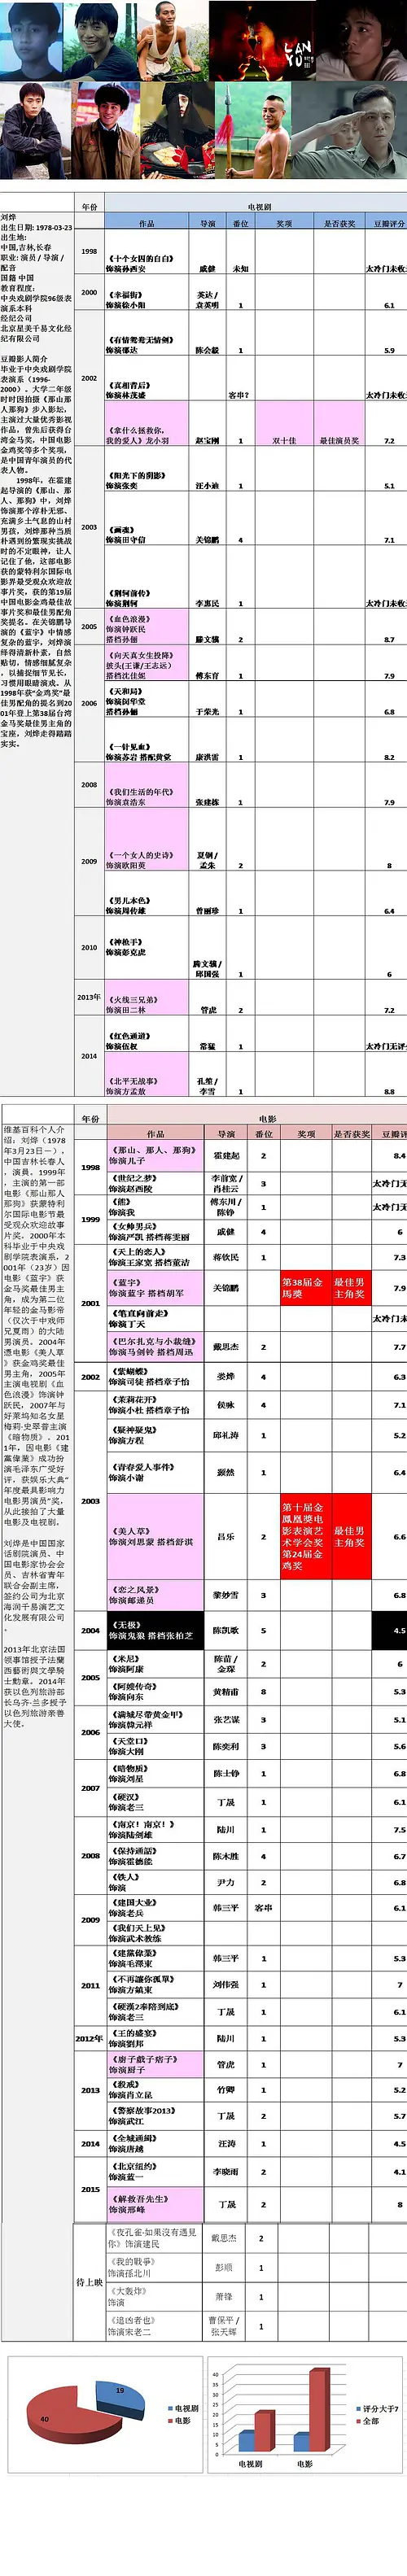 LAN
YU
刘烨
出生日期: 1978-03-23
出生地:
中国,吉林,长春
职业: 演员 / 导演 /
配音
国籍 中国
教育程度:
中央戏剧学院96级表
演系本科
经纪公司
北京星美千易文化经
纪有限公司
豆瓣影人简介
毕业于中央戏剧学院
表演系（1996-
2000）。大学二年级
时因拍摄《那山那
人那狗》步入影坛，
主演过大量优秀影视
作品，曾先后获得台
湾金马奖，中国电影
金鸡奖等多个奖项，
是中国青年演员的代
表人物。
1998年，在霍建
起导演的《那山、那
人、那狗》中，刘烨
饰演那个淳朴无邪、
充满乡土气息的山村
男孩，刘烨那种当质
朴遇到纷繁现实挑战
时的不定眼神，让人
记住了他，这部电影
获的蒙特利尔国际电
影界最受观众欢迎故
事片奖，获的第19届
中国电影金鸡最佳故
事片奖和最佳男配角
奖提名。在关锦鹏导
演的《蓝宇》中情感
复杂的蓝宇，刘烨演
绎得清新朴素，自然
贴切，情感细腻复杂
，以捕捉细节见长，
习惯用眼睛演戏。从
1998年获“金鸡奖”最
佳男配角的提名到20
01年登上第38届台湾
金马奖最佳男主角的
宝座，刘烨走得踏踏
实实。
年份 电视剧
作品 导演 番位 奖项 是否获奖 豆瓣评分
1998 《十个女囚的自白》 饰演孙西安 戚健 未知 太冷门未收
2000 《幸福街》 饰演徐小阳 英达 / 袁英明 1 6.1
2002 《有情鸳鸯无情剑》 饰演邵达 陈会毅 1 5.9
《真相背后》 饰演林茂盛 客串？ 太冷门未收
《拿什么拯救你，我的爱人》龙小羽 赵宝刚 1 双十佳 最佳演员奖 7.2
2003 《阳光下的阴影》 饰演张奕 汪小迪 1 5.1
《画魂》 饰演田守信 关锦鹏 4 7.1
《荆轲前传》 饰演荆轲 李惠民 1 太冷门未收
2005 《血色浪漫》 饰演钟跃民 搭档孙俪 滕文骥 2 8.7
2006 《向天真女生投降》 披头(王谦/王志远) 搭档沈佳妮 傅东育 1 7.9
《天和局》 饰演闵华堂 搭档孙俪 于荣光 1 6.8
《一针见血》 饰演苏岩 搭配黄觉 康洪雷 1 8.2
2008 《我们生活的年代》 饰演袁浩东 张建栋 1 7.9
2009 《一个女人的史诗》 饰演欧阳萸 夏钢 / 孟朱 2 8
《男儿本色》 饰演周传雄 曾丽珍 1 6.4
2010 《神枪手》 饰演彭克虎 滕文骥 / 邱国强 1 6
2013年 《火线三兄弟》 饰演田二林 管虎 2 7.2
2014 《红色通道》 饰演伍权 常猛 1 太冷门无评
《北平无战事》 饰演方孟敖 孔笙 / 李雪 1 8.8
维基百科个人介
绍：刘烨（1978
年3月23日－），
中国吉林长春人
，演員。1999年
，主演的第一部
电影《那山那人
那狗》获蒙特利
尔国际电影节最
受观众欢迎故事
片奖。2000年本
科毕业于中央戏
剧学院表演系，2
001年（23岁）因
电影《蓝宇》获
金马奖最佳男主
角，成为第二位
年轻的金马影帝
（仅次于中戏师
兄夏雨）的大陆
男演员。2004年
憑电影《美人草
》获金鸡奖最佳
男主角，2005年
主演电视剧《血
色浪漫》饰演钟
跃民，2007年与
好莱坞知名女星
梅莉·史翠普主演
《暗物质》。201
1年，因电影《建
黨偉業》成功扮
演毛泽东广受好
评，获娱乐大典“
年度最具影响力
电影男演员”奖，
从此接拍了大量
电影及电视剧。
刘烨是中国国家
话剧院演员、中
国电影家协会会
员、吉林省青年
联合会副主席，
签约公司为北京
海润千易演艺文
化发展有限公司
。
2013年北京法国
领事馆授予法蘭
西藝術與文學騎
士勳章。2014年
获以色列旅游部
长乌齐·兰多授予
以色列旅游亲善
大使。
年份 电影
作品 导演 番位 奖项 是否获奖 豆瓣评
1998 《那山、那人、那狗》 饰演儿子 霍建起 2 8.4
1999 《世纪之梦》 饰演赵西陵 李前宽 / 肖桂云 3 太冷门无
《熊》 饰演我 傅东川 / 陈铮 1 太冷门无
《女帅男兵》 饰演严凯 搭档蒋雯丽 戚健 4 6
2001 《天上的恋人》 饰演王家宽 搭档董洁 蒋钦民 1 7.3
《蓝宇》 饰演蓝宇 搭档胡军 关锦鹏 1 第38届金馬獎 最佳男主角奖 7.9
《笔直向前走》 饰演丁天 太冷门未
《巴尔扎克与小裁缝》 饰演马剑铃 搭档周迅 戴思杰 2 7.7
2002 《紫蝴蝶》 饰演司徒 搭档章子怡 娄烨 4 6.3
2003 《茉莉花开》 饰演小杜 搭档章子怡 侯咏 4 7.1
《疑神疑鬼》 饰演方程 邱礼涛 1 5.2
《青春爱人事件》 饰演小谢 颢然 1 6.4
《美人草》 饰演刘思蒙 搭档舒淇 吕乐 2 第十届金鳳凰獎电影表演艺术学会奖 第24届金鸡奖 最佳男主角奖 6.6
《恋之风景》 饰演邮递员 黎妙雪 3 6.8
2004 《无极》 饰演鬼狼 搭档张柏芝 陈凯歌 5 4.5
2005 《米尼》 饰演阿康 陈苗 / 金琛 2 6
《阿嫂传奇》 饰演向东 黄精甫 8 5.3
2006 《满城尽带黄金甲》 饰演韓元祥 张艺谋 3 5.1
《天堂口》 饰演大刚 陈奕利 3 5.6
2007 《暗物质》 饰演刘星 陈士铮 1 6.8
《硬汉》 饰演老三 丁晟 1 6.1
2008 《南京！南京！》 饰演陆剑雄 陆川 1 7.5
《保持通話》 饰演霍德能 陈木胜 4 6.7
《铁人》 饰演 尹力 2 6.8
2009 《建国大业》 饰演老兵 韩三平 客串 6.1
《我们天上见》 饰演武术教练
2011 《建黨偉業》 饰演毛澤東 韩三平 1 5.3
《不再讓你孤單》 饰演方鎮東 刘伟强 1 7
《硬漢2奉陪到底》 饰演老三 丁晟 1 6.1
2012年 《王的盛宴》 饰演劉邦 陆川 1 5.3
2013 《廚子戲子痞子》 饰演厨子 管虎 1 7
《殺戒》 饰演肖立昆 竹卿 1 5.2
《警察故事2013》 饰演武江 丁晟 2 5.7
2014 《全城通緝》 饰演唐越 汪涛 1 4.5
2015 《北京纽约》 饰演蓝一 李晓雨 2 4.1
《解救吾先生》 饰演邢峰 丁晟 2 8
待上映 《夜孔雀-如果沒有遇見你》饰演建民 戴思杰 2
《我的戰爭》 饰演孫北川 彭顺 1
《大轰炸》 饰演 萧锋 1
《追凶者也》 饰演宋老二 曹保平 / 张天辉 1
19
40
电视剧
电影
40
35
30
25
20
15
10
5
0
电视剧 电影
评分大于7
全部